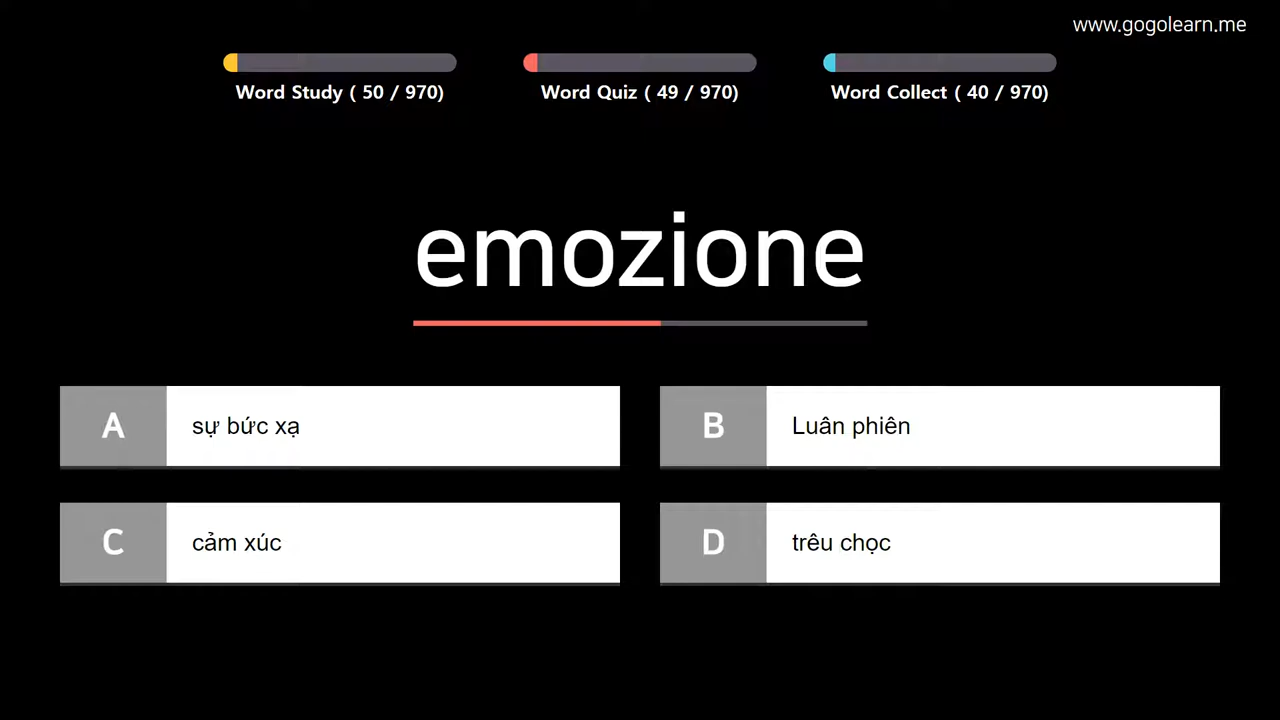 www.gogolearn.me
Word Study ( 50 / 970)
Word Quiz ( 49 / 970)
Word Collect ( 40 / 970)
emozione
A sự bức xạ
B Luân phiên
C cảm xúc
D trêu chọc